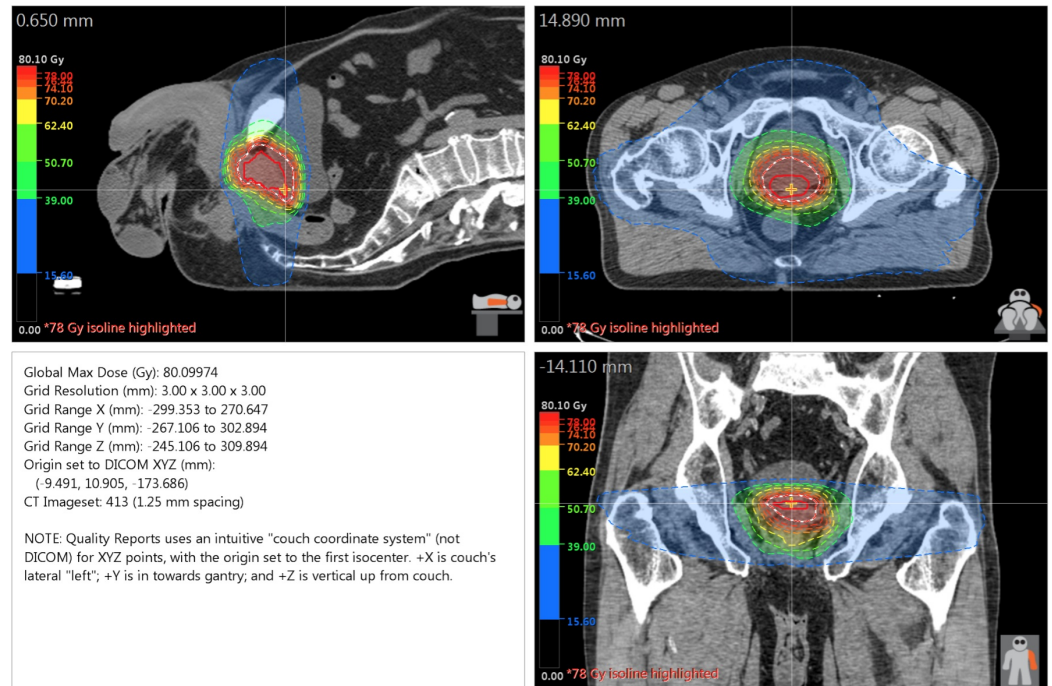 0.650 mm
80.10 Gy
78.00
74.10
70.20
62.40
50.70
39.00
15.60
0.00 *78 Gy isoline highlighted
14.890 mm
80.10 Gy
78.00
74.10
70.20
62.40
50.70
39.00
15.60
0.00 *78 Gy isoline highlighted
Global Max Dose (Gy): 80.09974
Grid Resolution (mm): 3.00 x 3.00 x 3.00
Grid Range X (mm): -299.353 to 270.647
Grid Range Y (mm): -267.106 to 302.894
Grid Range Z (mm): -245.106 to 309.894
Origin set to DICOM XYZ (mm):
(-9.491, 10.905, -173.686)
CT Imageset: 413 (1.25 mm spacing)
NOTE: Quality Reports uses an intuitive "couch coordinate system" (not
DICOM) for XYZ points, with the origin set to the first isocenter. +X is couch's
lateral "left"; +Y is in towards gantry; and +Z is vertical up from couch.
-14.110 mm
80.10 Gy
78.00
74.10
70.20
62.40
50.70
39.00
15.60
0.00 *78 Gy isoline highlighted